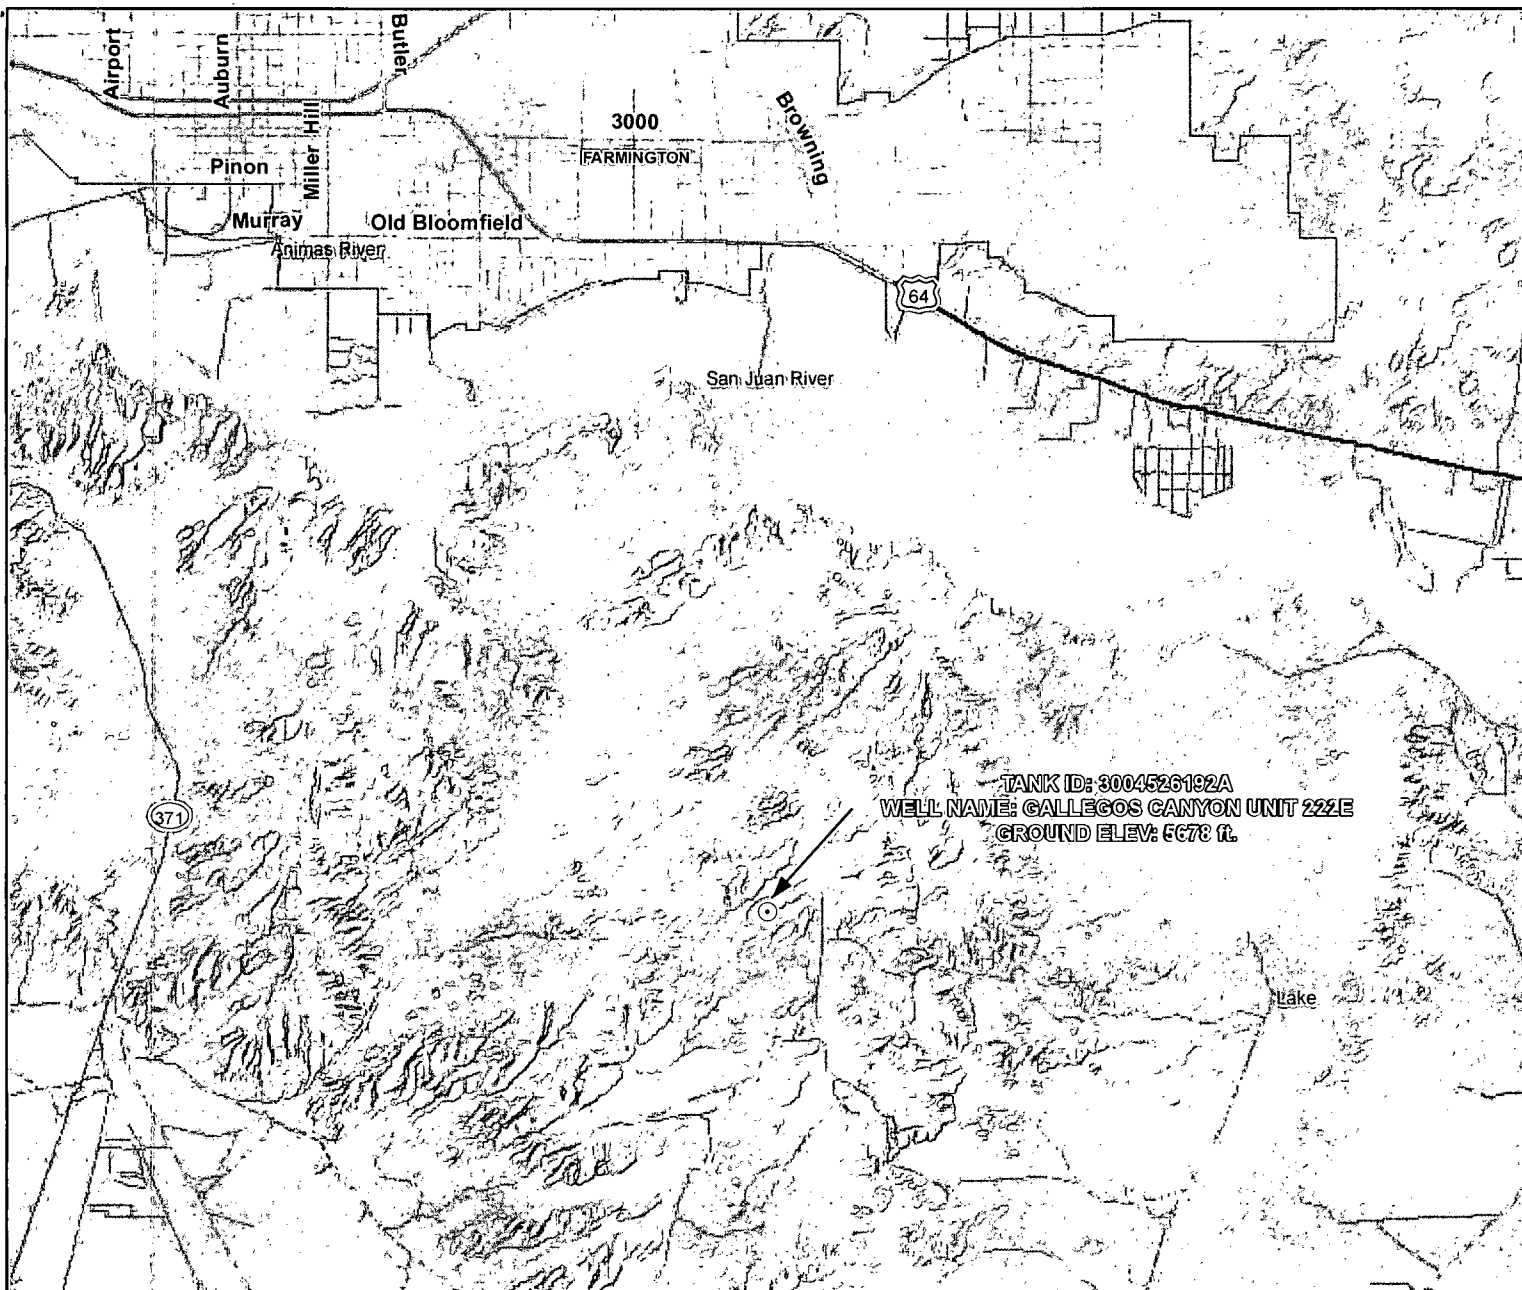 Airport
Auburn
Butler
Miller Hill
3000
Browning
FARMINGTON
Pinon
Murray
Old Bloomfield
Animas River
64
San Juan River
TANK ID: 3004526192A
WELL NAME: GALLEGOS CANYON UNIT 222E
GROUND ELEV: 5678 ft.
371
Lake